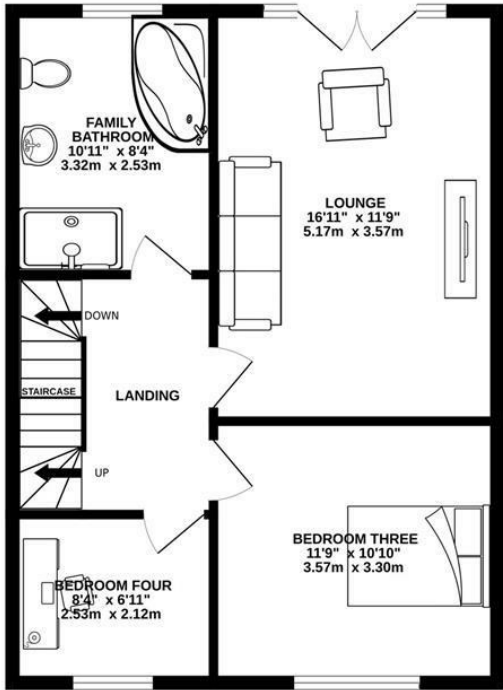 FAMILY
BATHROOM
10'11" x 8'4"
3.32m x 2.53m
LOUNGE
16'11" x 11'9"
5.17m x 3.57m
DOWN
STAIRCASE
LANDING
UP
BEDROOM THREE
11'9" x 10'10"
3.57m x 3.30m
BEDROOM FOUR
8'4" x 6'11"
2.53m x 2.12m